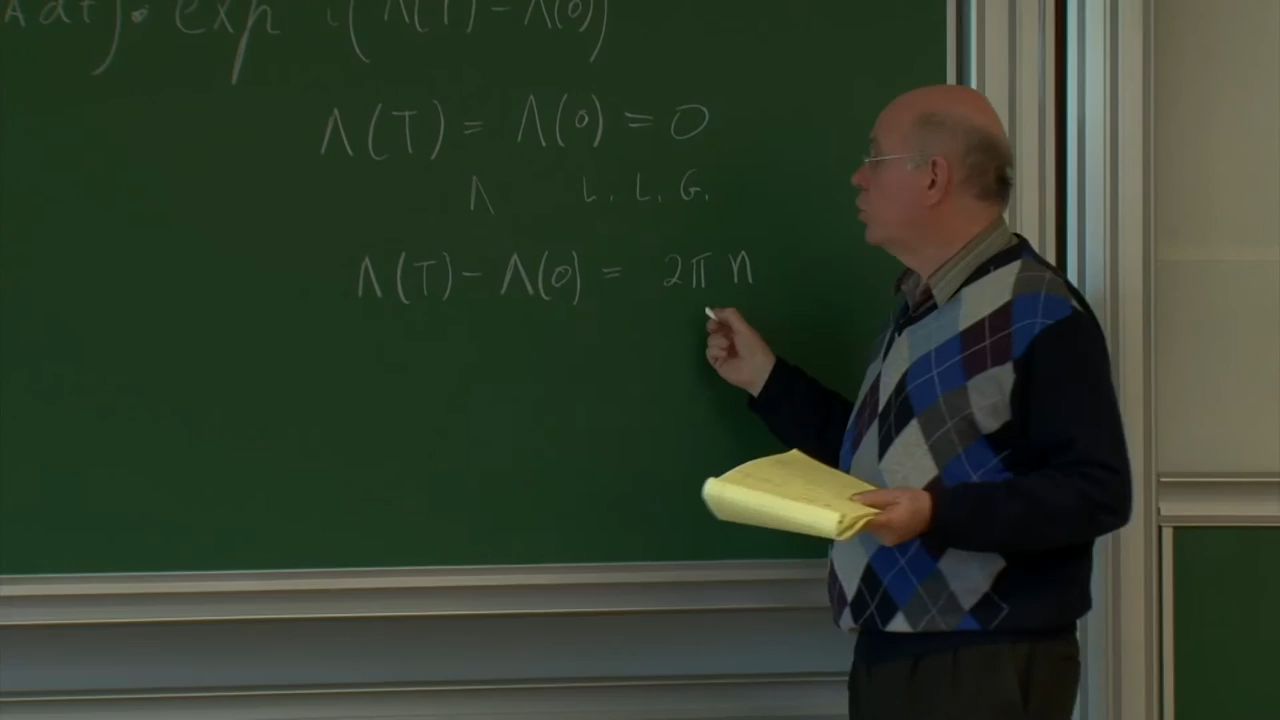 A dt). exp i(Λ(T) - Λ(0))
Λ(T) = Λ(0) = 0
Λ L. L. G.
Λ(T) - Λ(0) = 2π n